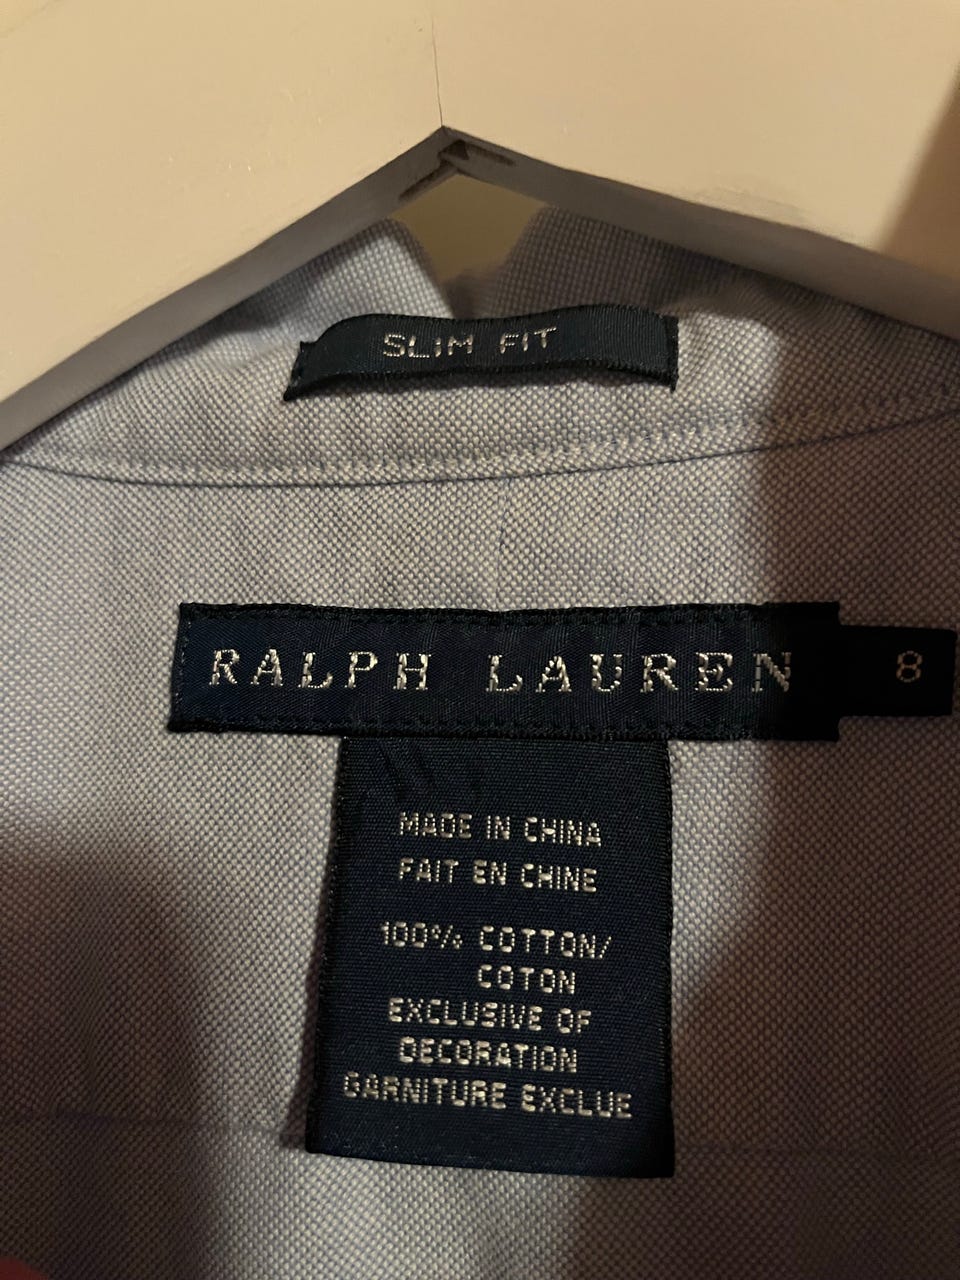 SLIM FIT
RALPH LAUREN 8
MADE IN CHINA
FAIT EN CHINE
100% COTTON/
COTON
EXCLUSIVE OF
DECORATION
GARNITURE EXCLUE